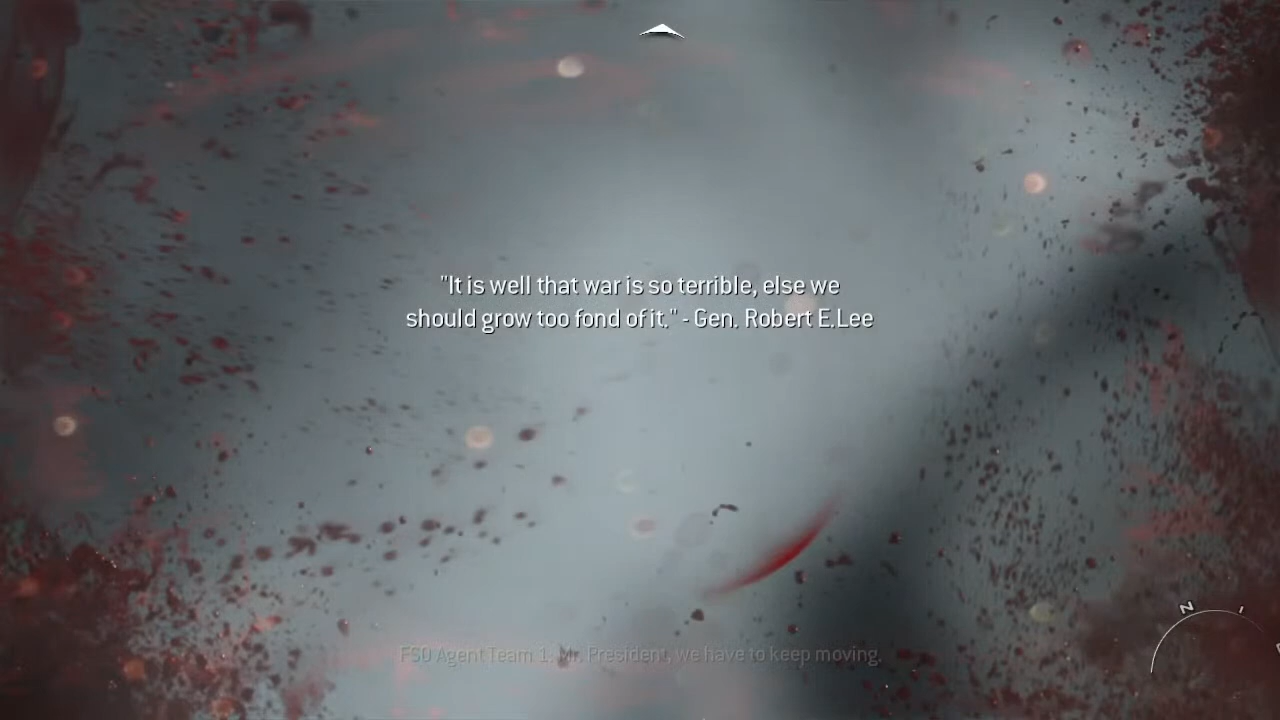 "It is well that war is so terrible, else we
should grow too fond of it." - Gen. Robert E.Lee
FSO Agent Team 1: Mr. President, we have to keep moving.
N